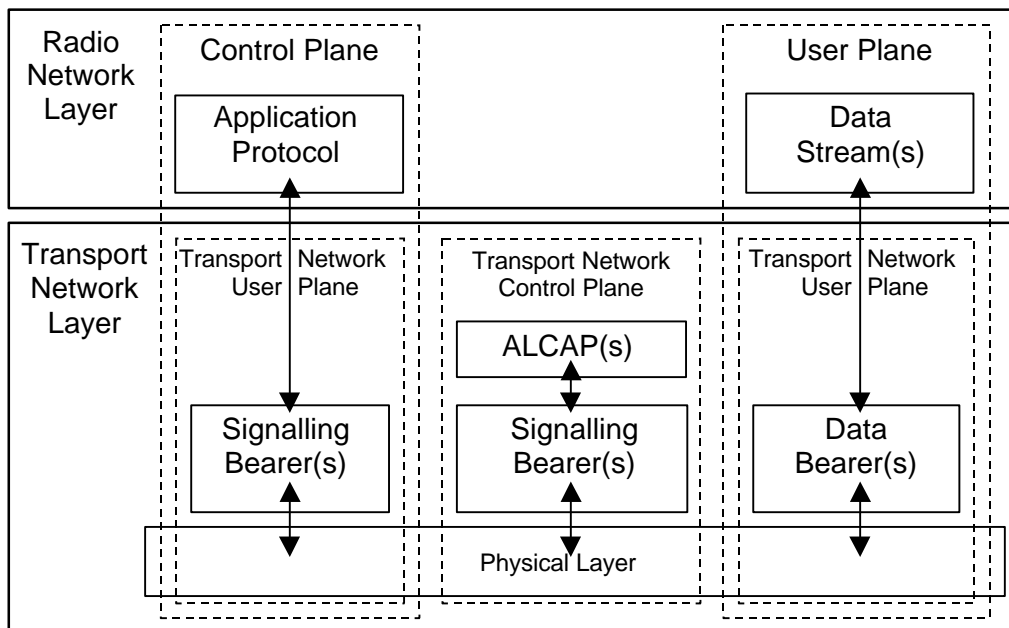 Radio
Network
Layer
Control Plane
User Plane
Application
Protocol
Data
Stream(s)
Transport
Network
Layer
Transport Network
User Plane
Transport Network
Control Plane
Transport Network
User Plane
ALCAP(s)
Signalling
Bearer(s)
Signalling
Bearer(s)
Data
Bearer(s)
Physical Layer